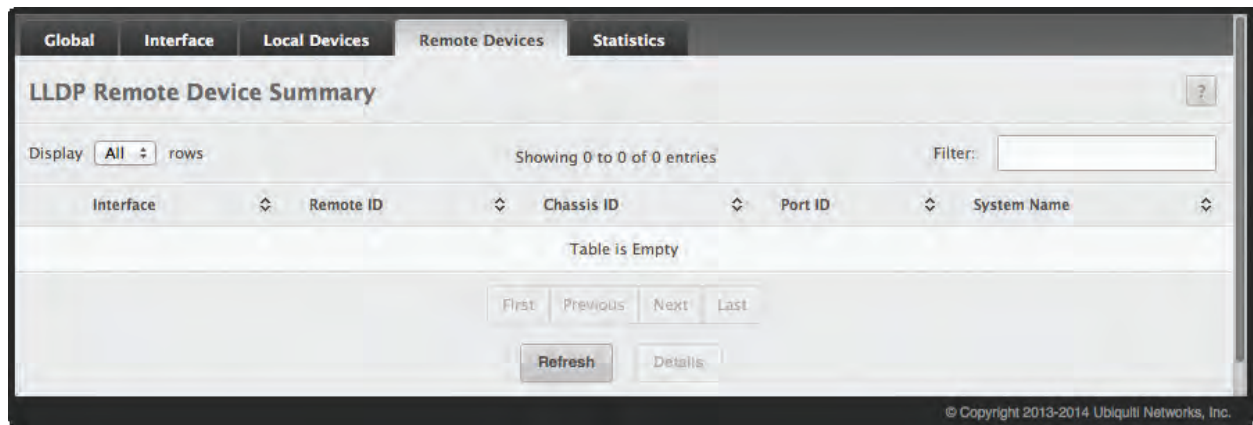 Global Interface Local Devices Remote Devices Statistics
LLDP Remote Device Summary ?
Display All rows Showing 0 to 0 of 0 entries Filter:
Interface Remote ID Chassis ID Port ID System Name
Table is Empty
First Previous Next Last
Refresh Details
© Copyright 2013-2014 Ubiquiti Networks, Inc.